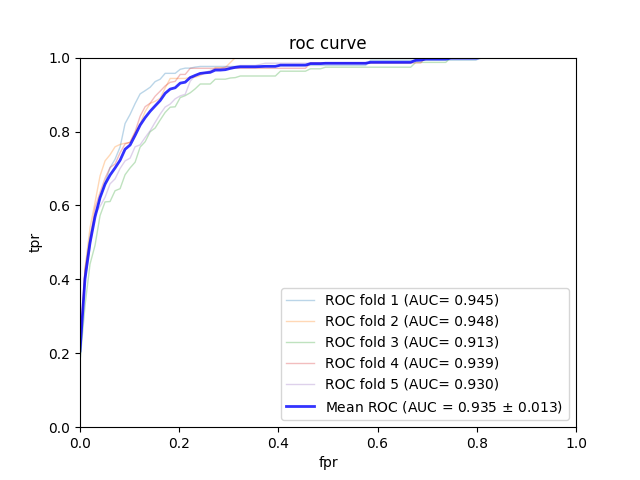 roc curve
1.0
0.8
0.6
0.4
0.2
0.0
tpr
ROC fold 1 (AUC= 0.945)
ROC fold 2 (AUC= 0.948)
ROC fold 3 (AUC= 0.913)
ROC fold 4 (AUC= 0.939)
ROC fold 5 (AUC= 0.930)
Mean ROC (AUC = 0.935 ± 0.013)
0.0 0.2 0.4 0.6 0.8 1.0
fpr